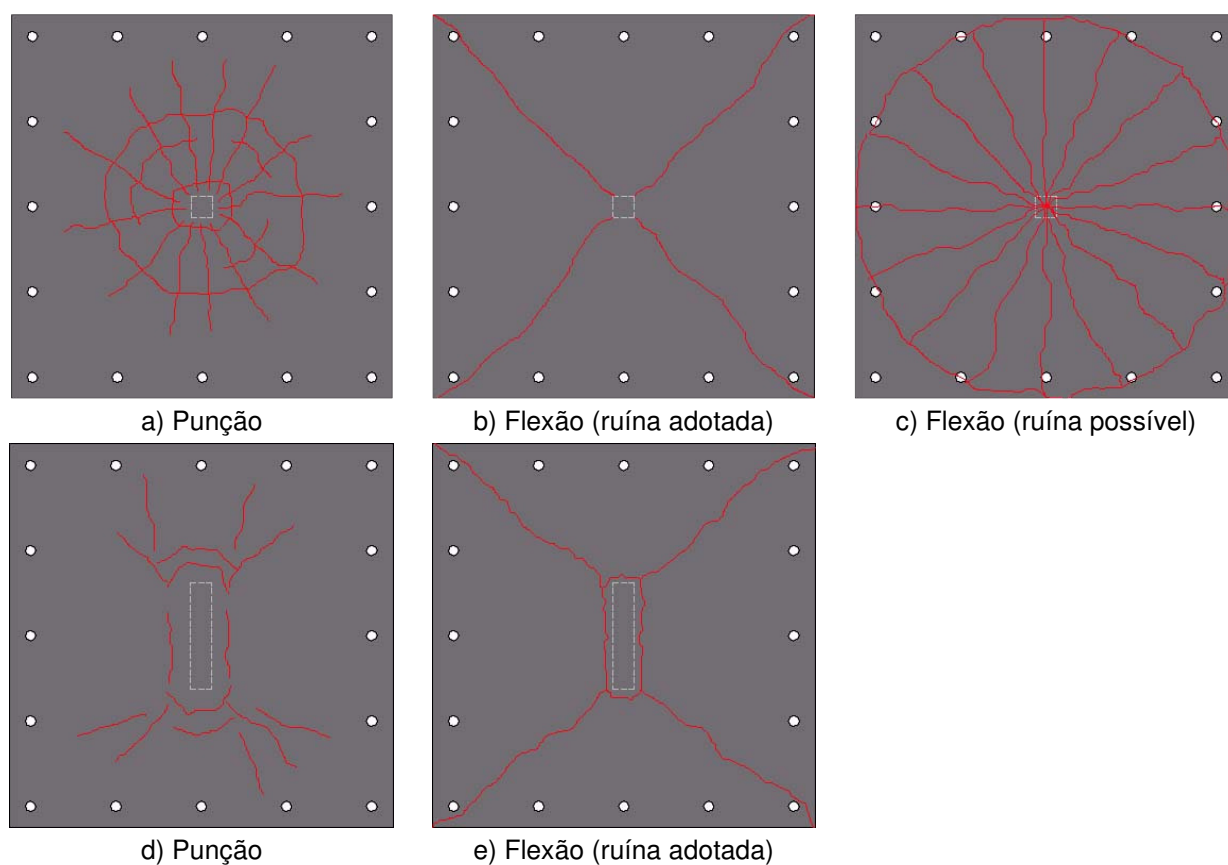 a) Punção
b) Flexão (ruína adotada)
c) Flexão (ruína possível)
d) Punção
e) Flexão (ruína adotada)